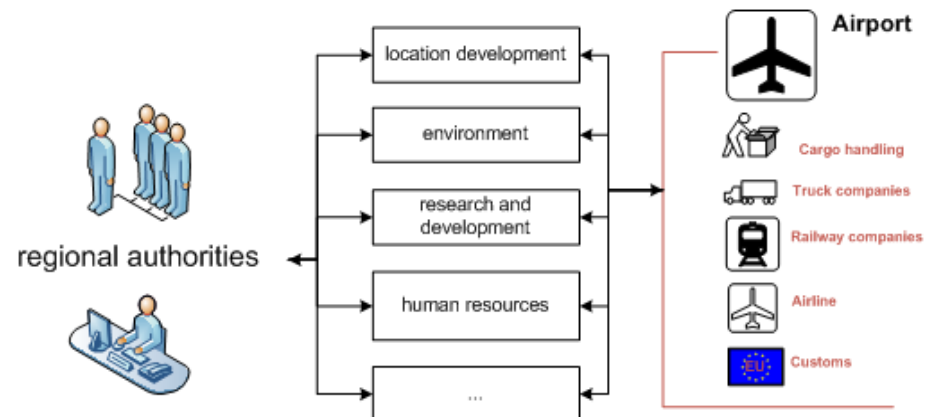 Airport
location development
environment
Cargo handling
Truck companies
research and
development
Railway companies
regional authorities
human resources
Airline
EU
Customs
...